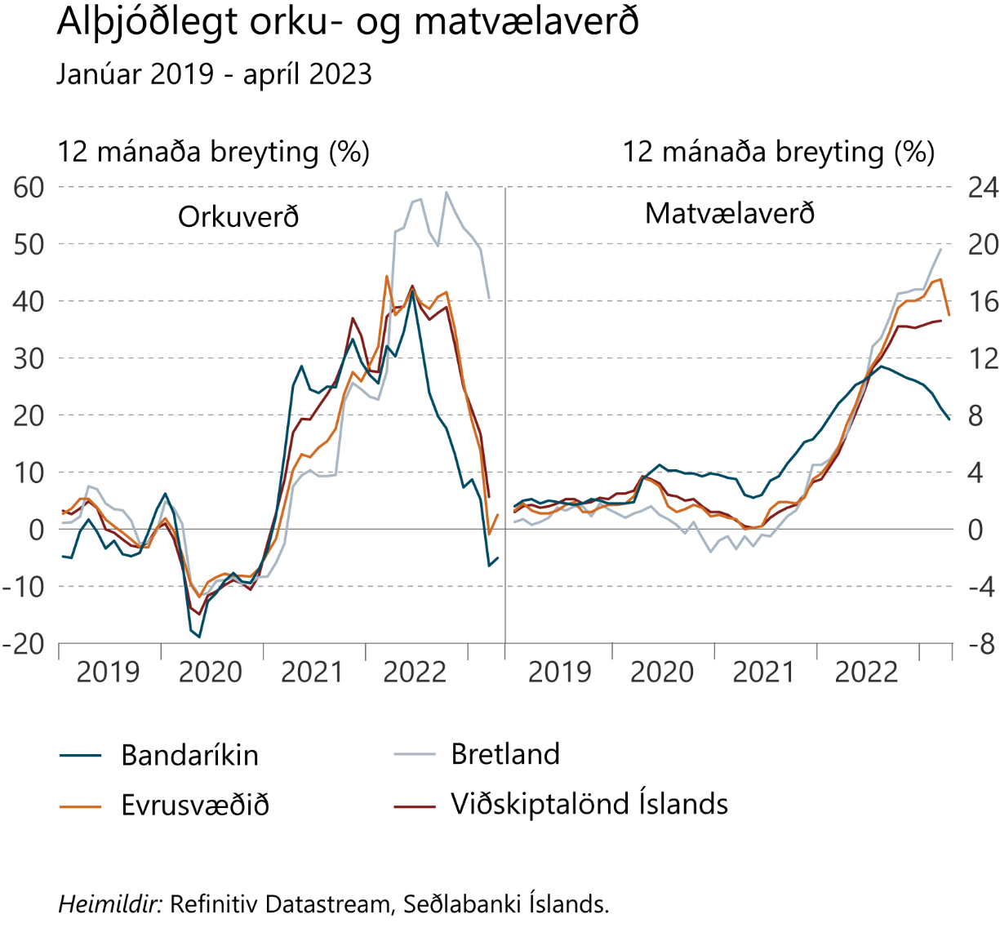 Alþjóðlegt orku- og matvælaverð
Janúar 2019 - apríl 2023
12 mánaða breyting (%)
12 mánaða breyting (%)
60
50
40
30
20
10
0
-10
-20
Orkuverð
Matvælaverð
24
20
16
12
8
4
0
-4
-8
2019 2020 2021 2022
2019 2020 2021 2022
Bandaríkin
Bretland
Evrusvæðið
Viðskiptalönd Íslands
Heimildir: Refinitiv Datastream, Seðlabanki Íslands.